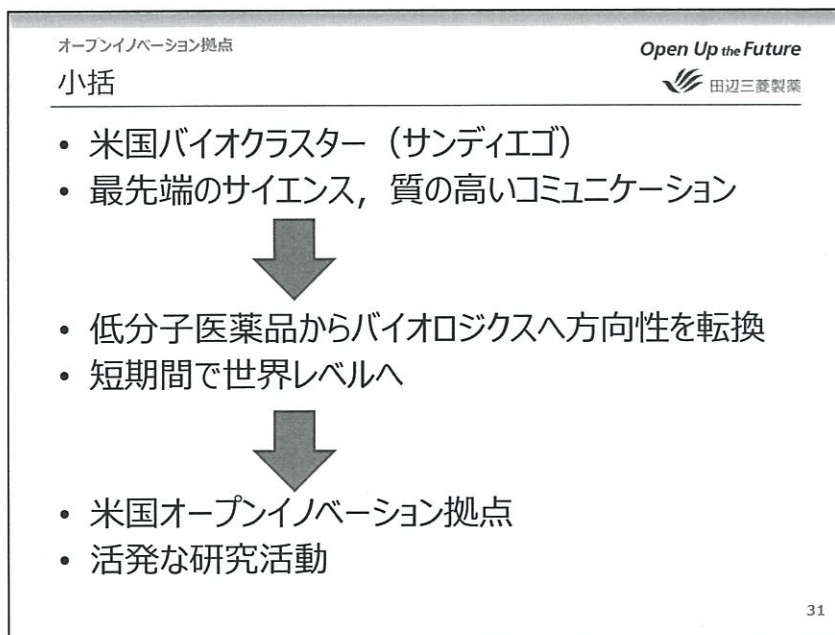 オープンイノベーション拠点
Open Up the Future
小括
田辺三菱製薬
• 米国バイオクラスター（サンディエゴ）
• 最先端のサイエンス，質の高いコミュニケーション
• 低分子医薬品からバイオロジクスへ方向性を転換
• 短期間で世界レベルへ
• 米国オープンイノベーション拠点
• 活発な研究活動
31